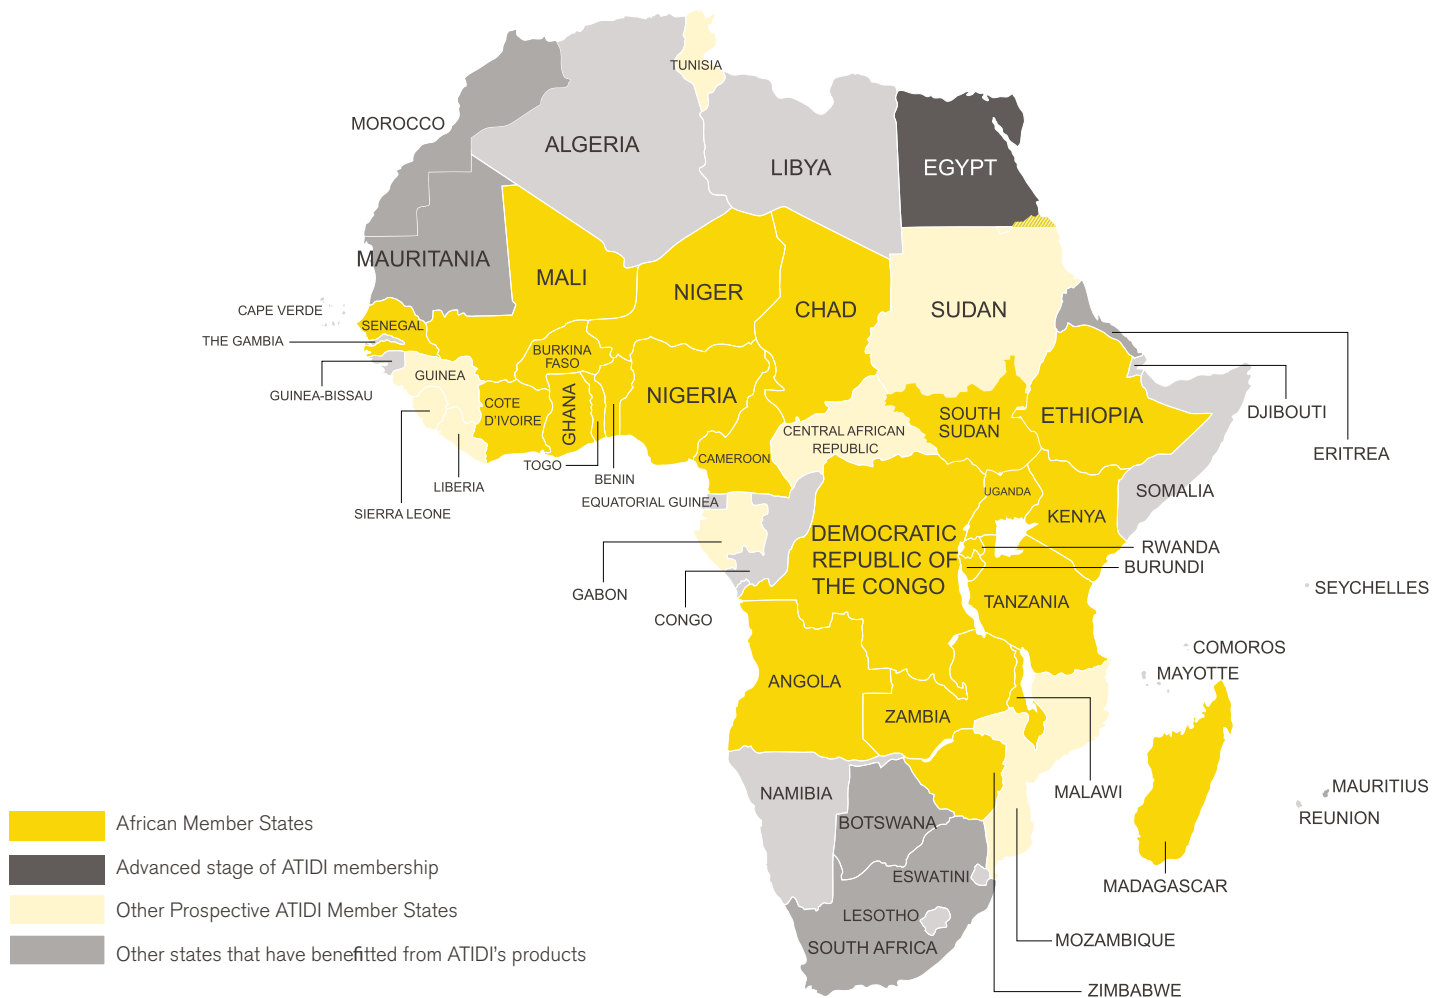 TUNISIA
MOROCCO
ALGERIA
LIBYA
EGYPT
MAURITANIA
MALI
NIGER
CHAD
SUDAN
CAPE VERDE
SENEGAL
THE GAMBIA
BURKINA
FASO
GUINEA
GUINEA-BISSAU
NIGERIA
COTE
D'IVOIRE
GHANA
SOUTH
SUDAN
ETHIOPIA
DJIBOUTI
CENTRAL AFRICAN
REPUBLIC
ERITREA
CAMEROON
TOGO
BENIN
LIBERIA
EQUATORIAL GUINEA
SIERRA LEONE
UGANDA
SOMALIA
KENYA
DEMOCRATIC
REPUBLIC OF
THE CONGO
RWANDA
BURUNDI
GABON
CONGO
TANZANIA
SEYCHELLES
COMOROS
MAYOTTE
ANGOLA
ZAMBIA
NAMIBIA
MALAWI
MAURITIUS
REUNION
BOTSWANA
ESWATINI
MADAGASCAR
LESOTHO
SOUTH AFRICA
MOZAMBIQUE
ZIMBABWE
African Member States
Advanced stage of ATIDI membership
Other Prospective ATIDI Member States
Other states that have benefitted from ATIDI's products